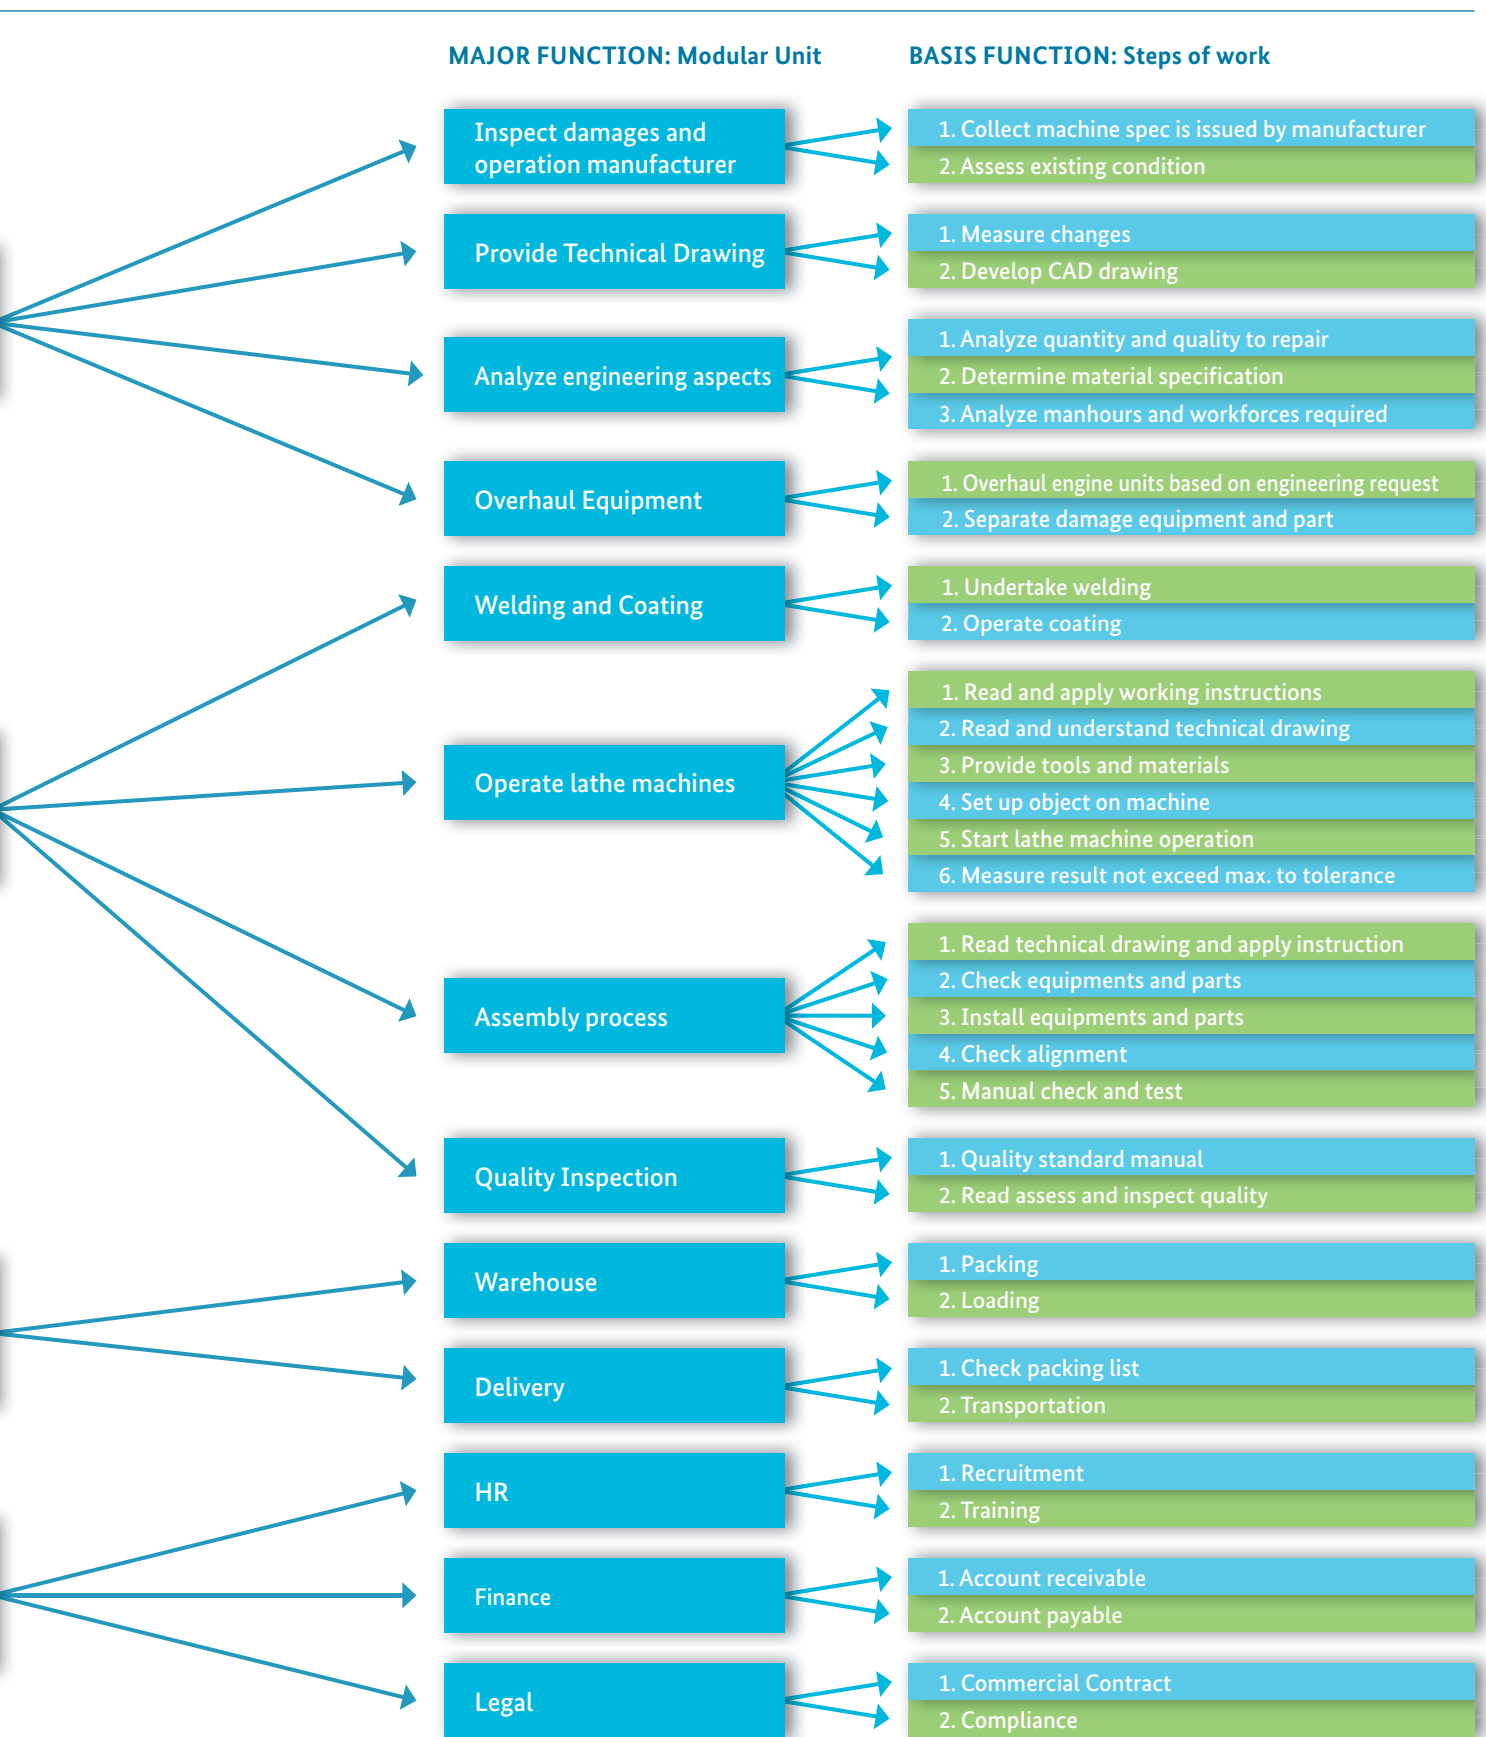 MAJOR FUNCTION: Modular Unit
BASIS FUNCTION: Steps of work
Inspect damages and
operation manufacturer
1. Collect machine spec is issued by manufacturer
2. Assess existing condition
Provide Technical Drawing
1. Measure changes
2. Develop CAD drawing
Analyze engineering aspects
1. Analyze quantity and quality to repair
2. Determine material specification
3. Analyze manhours and workforces required
Overhaul Equipment
1. Overhaul engine units based on engineering request
2. Separate damage equipment and part
Welding and Coating
1. Undertake welding
2. Operate coating
Operate lathe machines
1. Read and apply working instructions
2. Read and understand technical drawing
3. Provide tools and materials
4. Set up object on machine
5. Start lathe machine operation
6. Measure result not exceed max. to tolerance
Assembly process
1. Read technical drawing and apply instruction
2. Check equipments and parts
3. Install equipments and parts
4. Check alignment
5. Manual check and test
Quality Inspection
1. Quality standard manual
2. Read assess and inspect quality
Warehouse
1. Packing
2. Loading
Delivery
1. Check packing list
2. Transportation
HR
1. Recruitment
2. Training
Finance
1. Account receivable
2. Account payable
Legal
1. Commercial Contract
2. Compliance